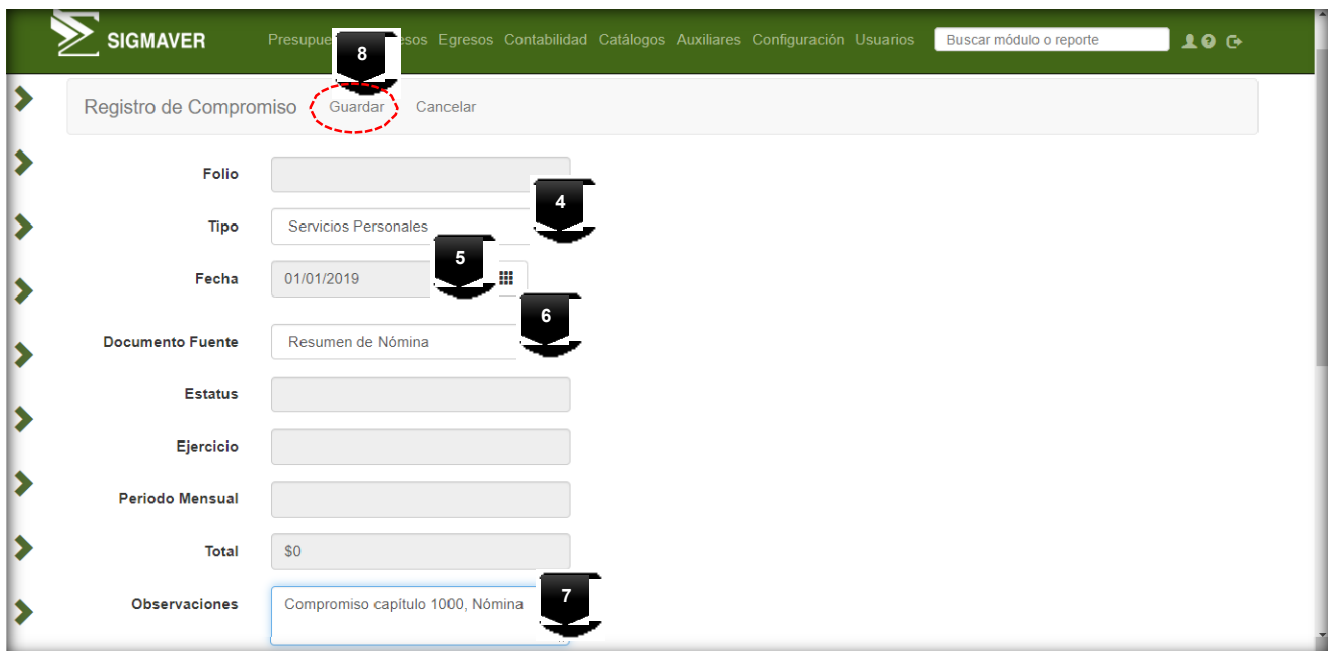 SIGMAVER Presupue esos Egresos Contabilidad Catálogos Auxiliares Configuración Usuarios Buscar módulo o reporte
8
Registro de Compromiso Guardar Cancelar
Folio
4
Tipo Servicios Personales
5
Fecha 01/01/2019
6
Documento Fuente Resumen de Nómina
Estatus
Ejercicio
Periodo Mensual
Total $0
Observaciones Compromiso capítulo 1000, Nómina
7